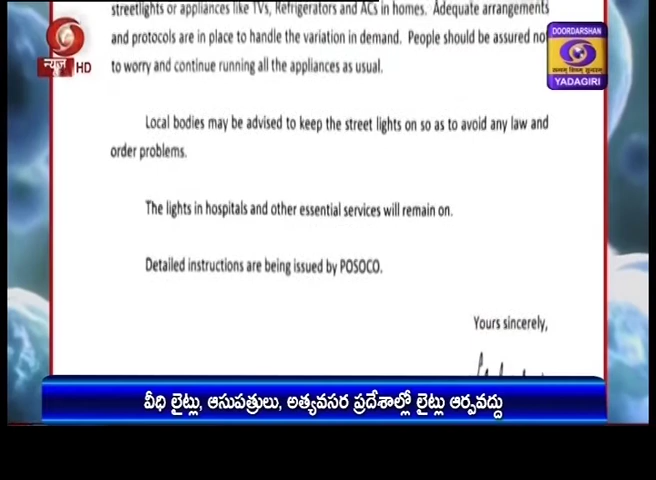 streetlights or appliances like TVs, Refrigerators and ACs in homes. Adequate arrangements
and protocols are in place to handle the variation in demand. People should be assured not
to worry and continue running all the appliances as usual.
न्यूज़ HD
DOORDARSHAN
सत्यम् शिवम् सुन्दरम्
YADAGIRI
Local bodies may be advised to keep the street lights on so as to avoid any law and
order problems.
The lights in hospitals and other essential services will remain on.
Detailed instructions are being issued by POSOCO.
Yours sincerely,
వీధి లైట్లు, ఆసుపత్రులు, అత్యవసర ప్రదేశాల్లో లైట్లు ఆర్పవద్దు